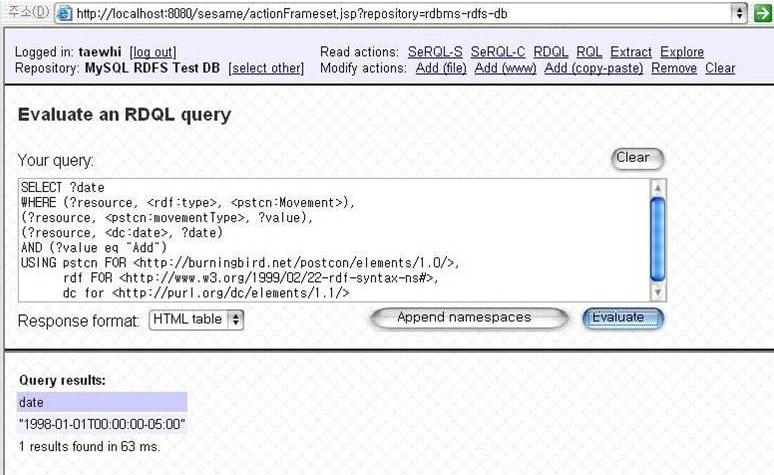 주소(D) http://localhost:8080/sesame/actionFrameset.jsp?repository=rdbms-rdfs-db
Logged in: taewhi [log out] Read actions: SeRQL-S SeRQL-C RDQL RQL Extract Explore
Repository: MySQL RDFS Test DB [select other] Modify actions: Add (file) Add (www) Add (copy-paste) Remove Clear
Evaluate an RDQL query
Your query: Clear
SELECT ?date
WHERE (?resource, <rdf:type>, <pstcn:Movement>),
(?resource, <pstcn:movementType>, ?value),
(?resource, <dc:date>, ?date)
AND (?value eq "Add")
USING pstcn FOR <http://burningbird.net/postcon/elements/1.0/>,
rdf FOR <http://www.w3.org/1999/02/22-rdf-syntax-ns#>,
dc for <http://purl.org/dc/elements/1.1/>
Response format: HTML table Append namespaces Evaluate
Query results:
date
"1998-01-01T00:00:00-05:00"
1 results found in 63 ms.